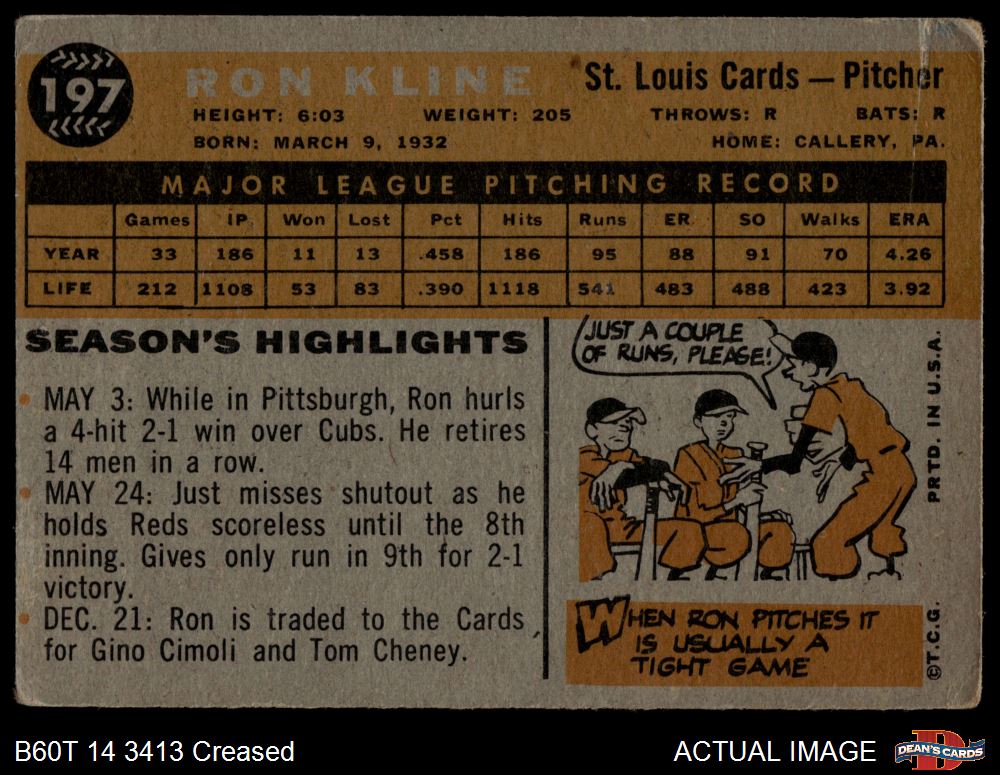 197
RON KLINE St. Louis Cards — Pitcher
HEIGHT: 6:03 WEIGHT: 205 THROWS: R BATS: R
BORN: MARCH 9, 1932 HOME: CALLERY, PA.
MAJOR LEAGUE PITCHING RECORD
Games IP Won Lost Pct Hits Runs ER SO Walks ERA
YEAR 33 186 11 13 .458 186 95 88 91 70 4.26
LIFE 212 1108 53 83 .390 1118 541 483 488 423 3.92
SEASON'S HIGHLIGHTS
MAY 3: While in Pittsburgh, Ron hurls
a 4-hit 2-1 win over Cubs. He retires
14 men in a row.
MAY 24: Just misses shutout as he
holds Reds scoreless until the 8th
inning. Gives only run in 9th for 2-1
victory.
DEC. 21: Ron is traded to the Cards
for Gino Cimoli and Tom Cheney.
JUST A COUPLE
OF RUNS, PLEASE!
WHEN RON PITCHES IT
IS USUALLY A
TIGHT GAME
©T.C.G. PRTD. IN U.S.A.
B60T 14 3413 Creased ACTUAL IMAGE
DEAN'S CARDS